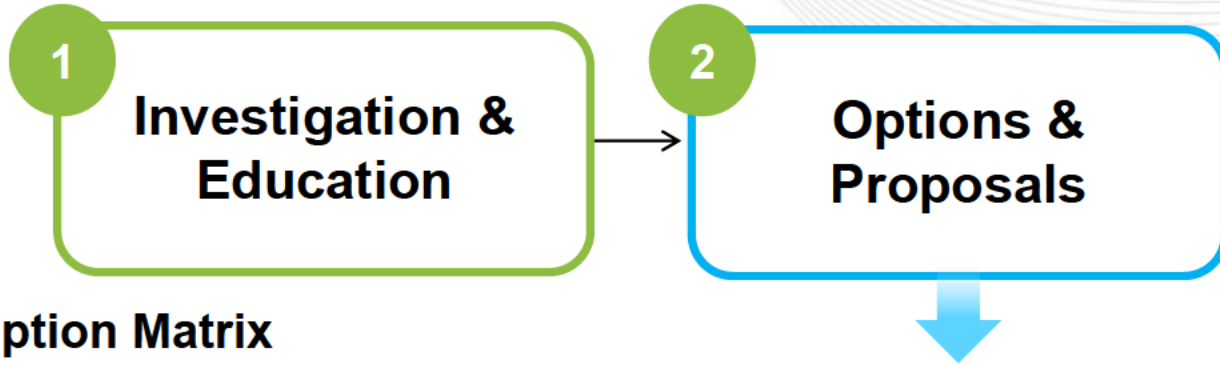 1
Investigation &
Education
2
Options &
Proposals
ption Matrix